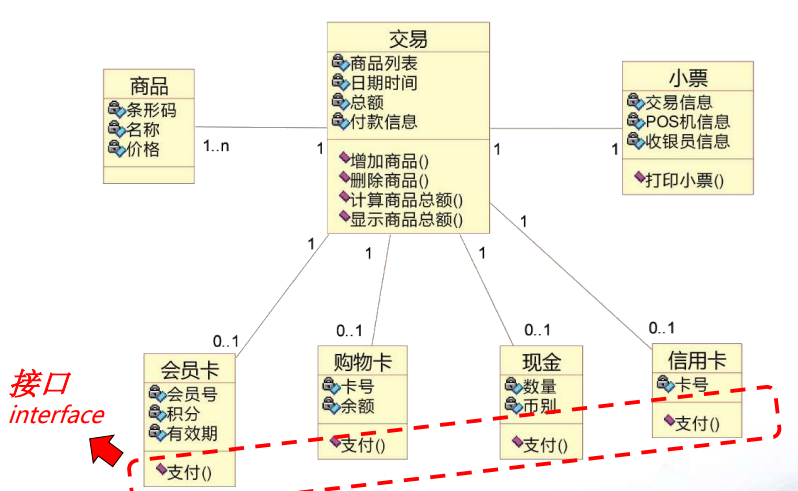 交易
商品列表
日期时间
总额
付款信息
增加商品()
删除商品()
计算商品总额()
显示商品总额()
商品
条形码
名称
价格
小票
交易信息
POS机信息
收银员信息
打印小票()
1..n
1
1
1
1
1
1
1
0..1
0..1
0..1
0..1
会员卡
会员号
积分
有效期
支付()
购物卡
卡号
余额
支付()
现金
数量
币别
支付()
信用卡
卡号
支付()
接口
interface